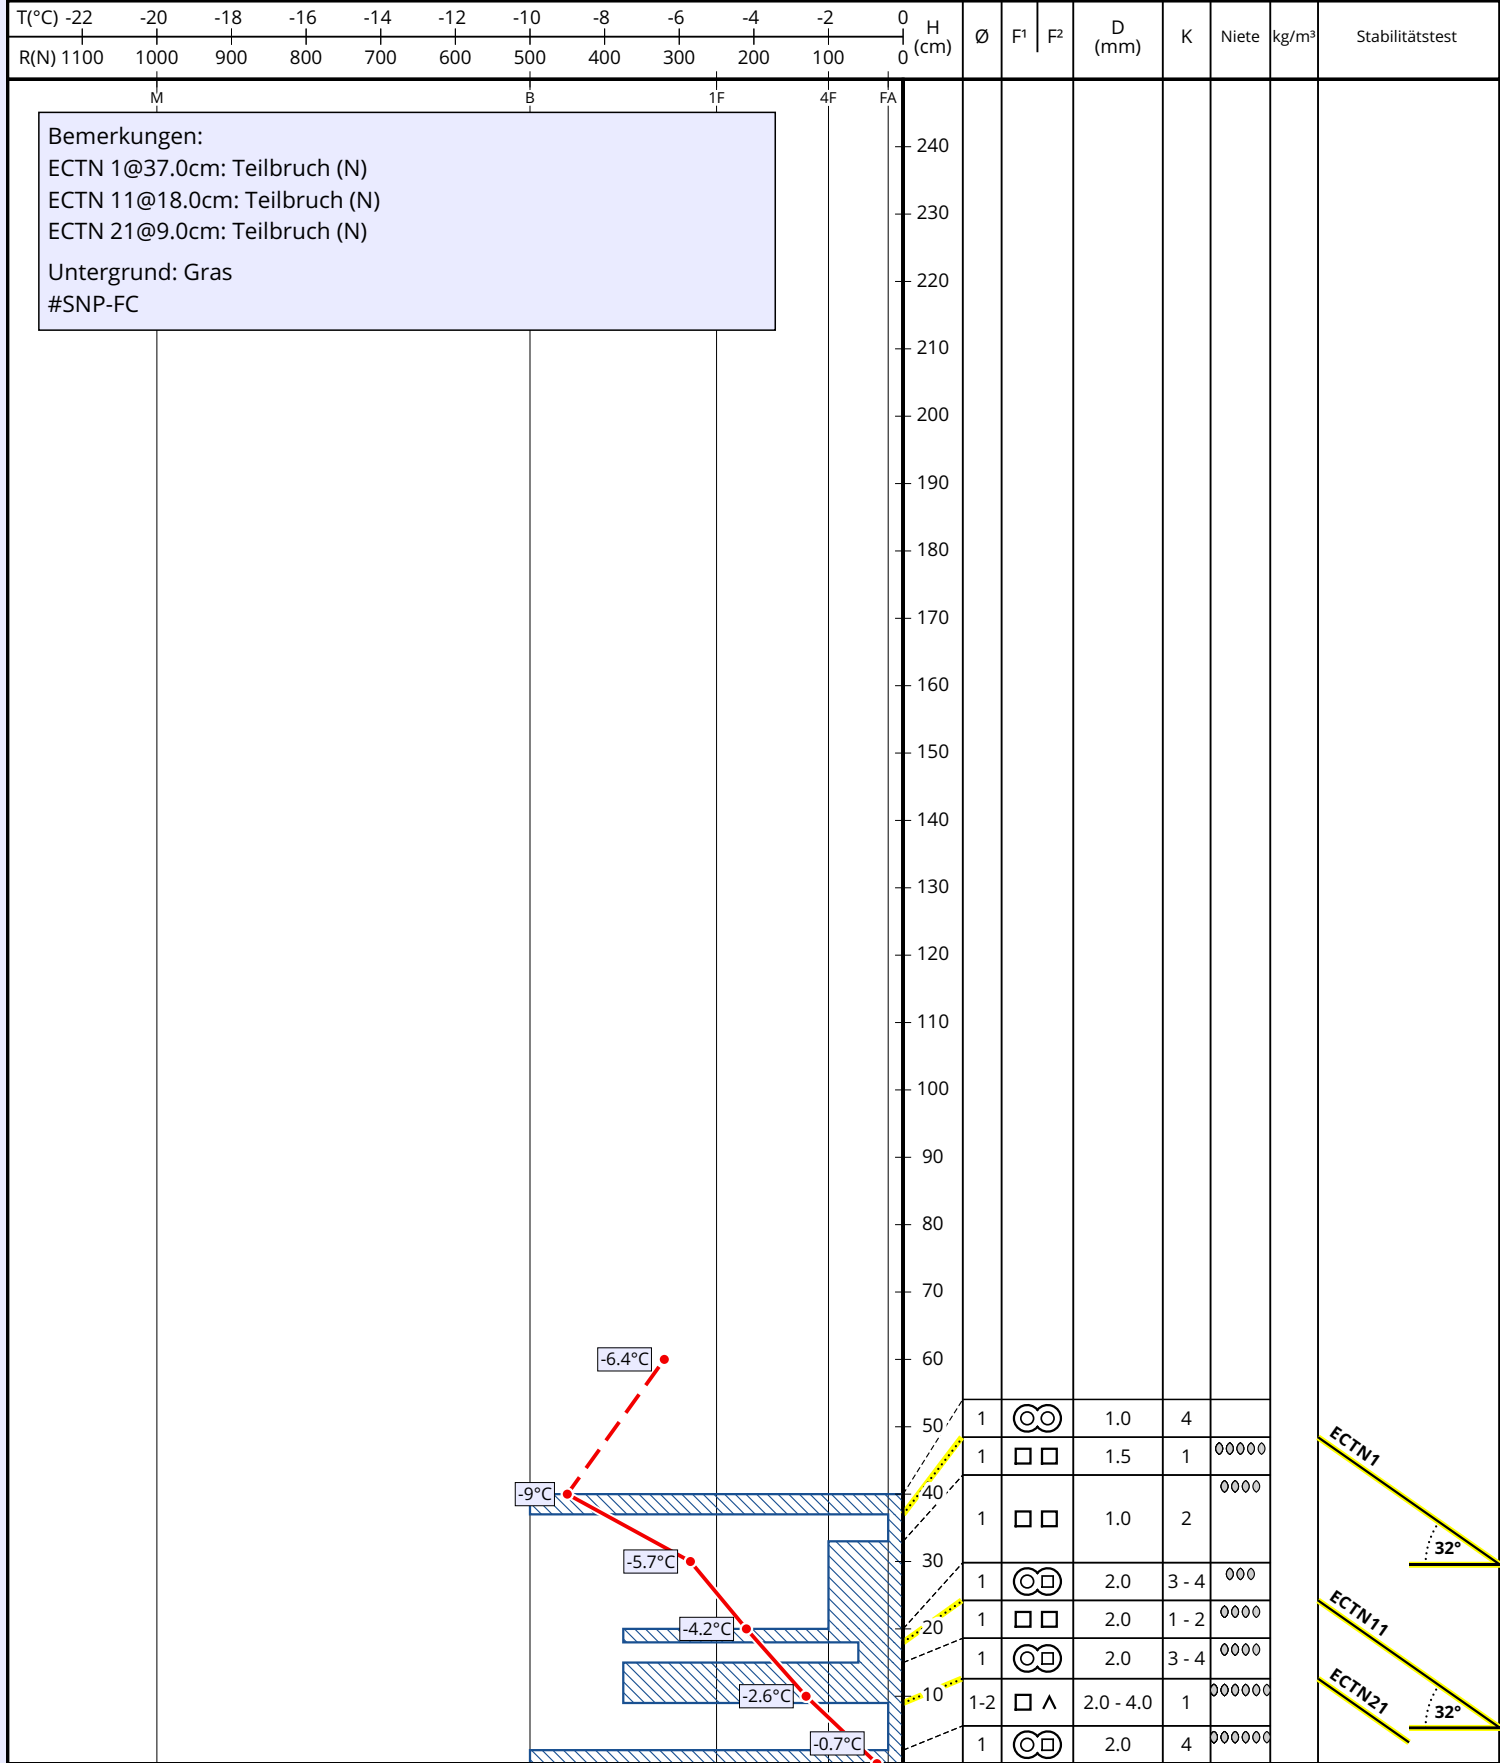 T(°C) -22 -20 -18 -16 -14 -12 -10 -8 -6 -4 -2 0
R(N) 1100 1000 900 800 700 600 500 400 300 200 100 0
H (cm) Ø F¹ F² D (mm) K Niete kg/m³ Stabilitätstest
M B 1F 4F FA
Bemerkungen:
ECTN 1@37.0cm: Teilbruch (N)
ECTN 11@18.0cm: Teilbruch (N)
ECTN 21@9.0cm: Teilbruch (N)
Untergrund: Gras
#SNP-FC
240
230
220
210
200
190
180
170
160
150
140
130
120
110
100
90
80
70
60
50
40
30
20
10
-6.4°C
-9°C
-5.7°C
-4.2°C
-2.6°C
-0.7°C
1 1.0 4
1 1.5 1
1 1.0 2
1 2.0 3 - 4
1 2.0 1 - 2
1 2.0 3 - 4
1-2 2.0 - 4.0 1
1 2.0 4
ECTN1
32°
ECTN11
ECTN21
32°